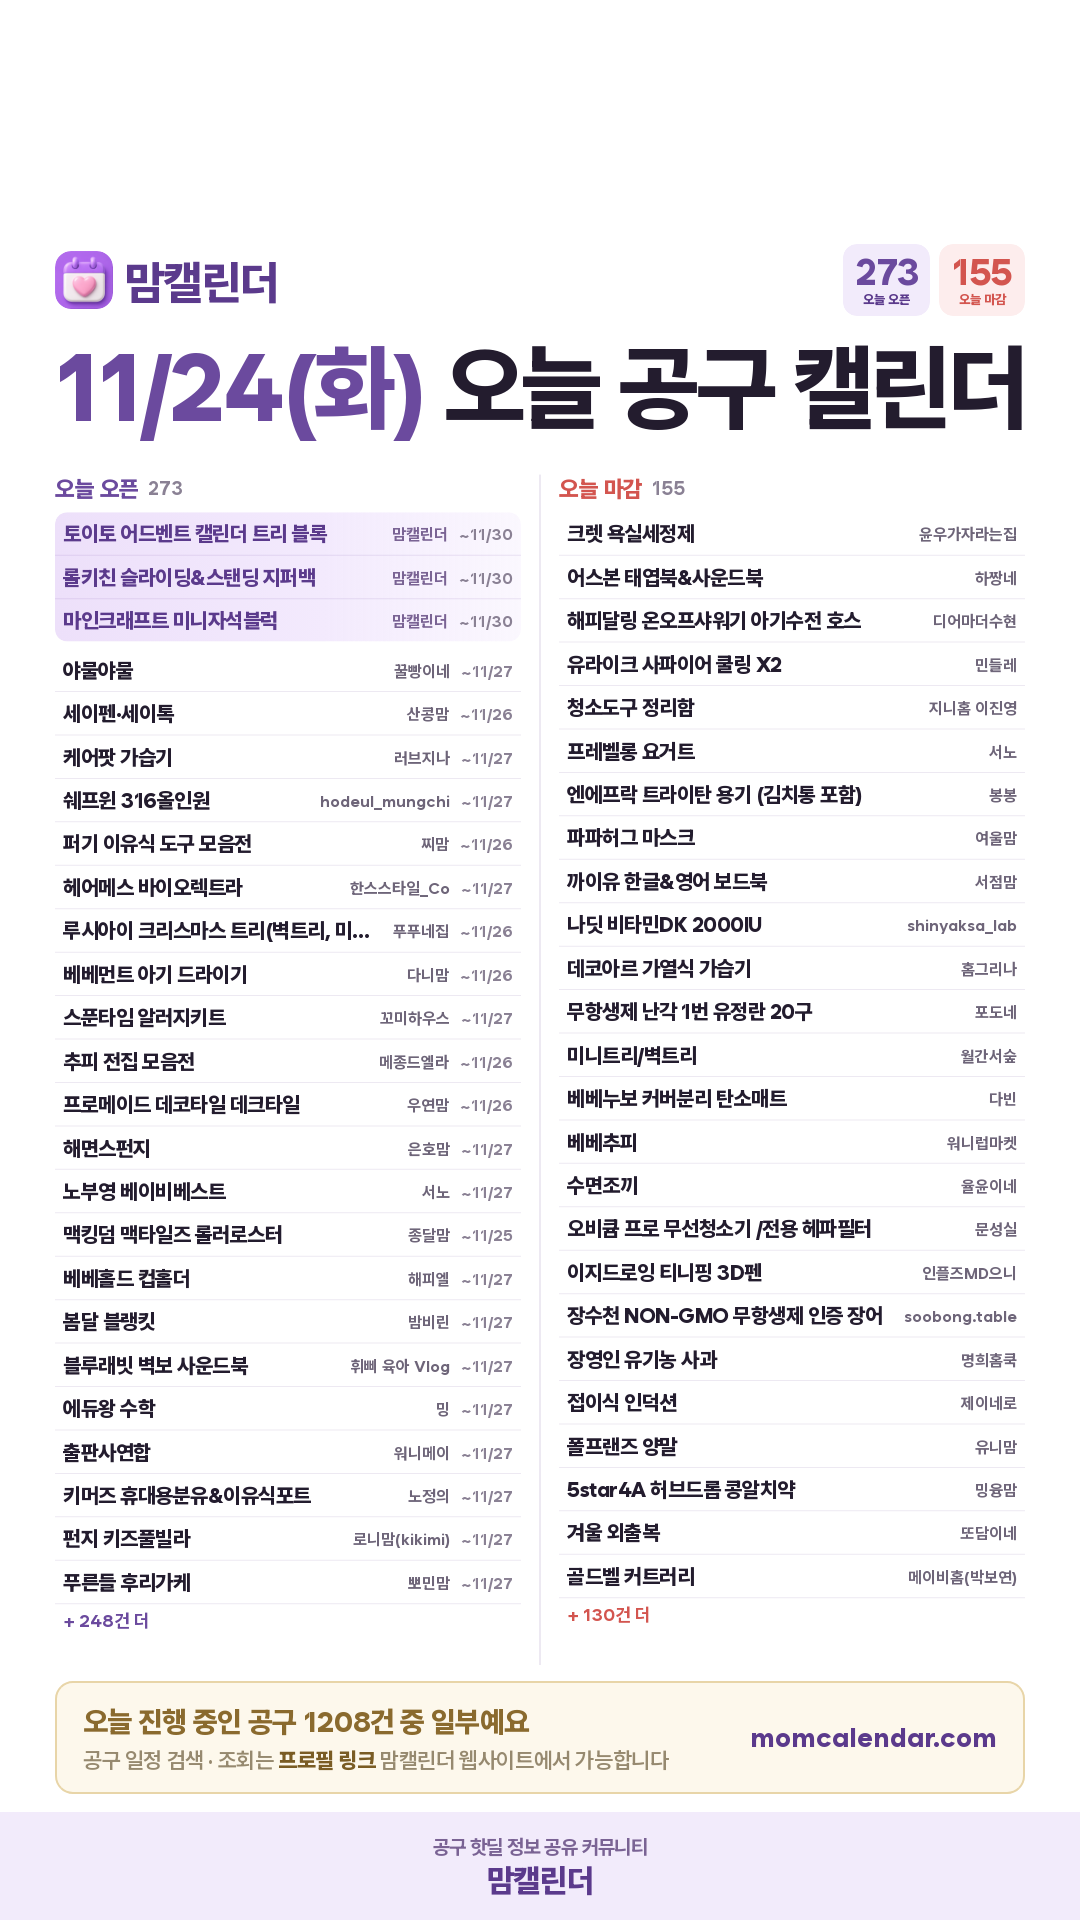 맘캘린더
273
오늘 오픈
155
오늘 마감
11/24(화) 오늘 공구 캘린더
오늘 오픈 273
토이토 어드벤트 캘린더 트리 블록 맘캘린더 ~11/30
롤키친 슬라이딩&스탠딩 지퍼백 맘캘린더 ~11/30
마인크래프트 미니자석블럭 맘캘린더 ~11/30
야물야물 꿀빵이네 ~11/27
세이펜·세이톡 산콩맘 ~11/26
케어팟 가습기 러브지나 ~11/27
쉐프윈 316올인원 hodeul_mungchi ~11/27
퍼기 이유식 도구 모음전 찌맘 ~11/26
헤어메스 바이오렉트라 한스스타일_Co ~11/27
루시아이 크리스마스 트리(벽트리, 미... 푸푸네집 ~11/26
베베먼트 아기 드라이기 다니맘 ~11/26
스푼타임 알러지키트 꼬미하우스 ~11/27
추피 전집 모음전 메종드엘라 ~11/26
프로메이드 데코타일 데크타일 우연맘 ~11/26
해면스펀지 은호맘 ~11/27
노부영 베이비베스트 서노 ~11/27
맥킹덤 맥타일즈 롤러로스터 종달맘 ~11/25
베베홀드 컵홀더 해피엘 ~11/27
봄달 블랭킷 밤비린 ~11/27
블루래빗 벽보 사운드북 휘삐 육아 Vlog ~11/27
에듀왕 수학 밍 ~11/27
출판사연합 워니메이 ~11/27
키머즈 휴대용분유&이유식포트 노정의 ~11/27
펀지 키즈풀빌라 로니맘(kikimi) ~11/27
푸른들 후리가케 뽀민맘 ~11/27
+ 248건 더
오늘 마감 155
크렛 욕실세정제 윤우가자라는집
어스본 태엽북&사운드북 하짱네
해피달링 온오프샤워기 아기수전 호스 디어마더수현
유라이크 사파이어 쿨링 X2 민들레
청소도구 정리함 지니홈 이진영
프레벨롱 요거트 서노
엔에프락 트라이탄 용기 (김치통 포함) 봉봉
파파허그 마스크 여울맘
까이유 한글&영어 보드북 서점맘
나딧 비타민DK 2000IU shinyaksa_lab
데코아르 가열식 가습기 홈그리나
무항생제 난각 1번 유정란 20구 포도네
미니트리/벽트리 월간서숲
베베누보 커버분리 탄소매트 다빈
베베추피 워니럽마켓
수면조끼 율윤이네
오비큠 프로 무선청소기 /전용 헤파필터 문성실
이지드로잉 티니핑 3D펜 인플즈MD으니
장수천 NON-GMO 무항생제 인증 장어 soobong.table
장영인 유기농 사과 명희홈쿡
접이식 인덕션 제이네로
폴프랜즈 양말 유니맘
5star4A 허브드롬 콩알치약 밍융맘
겨울 외출복 또담이네
골드벨 커트러리 메이비홈(박보연)
+ 130건 더
오늘 진행 중인 공구 1208건 중 일부예요
공구 일정 검색 · 조회는 프로필 링크 맘캘린더 웹사이트에서 가능합니다
momcalendar.com
공구 핫딜 정보 공유 커뮤니티
맘캘린더